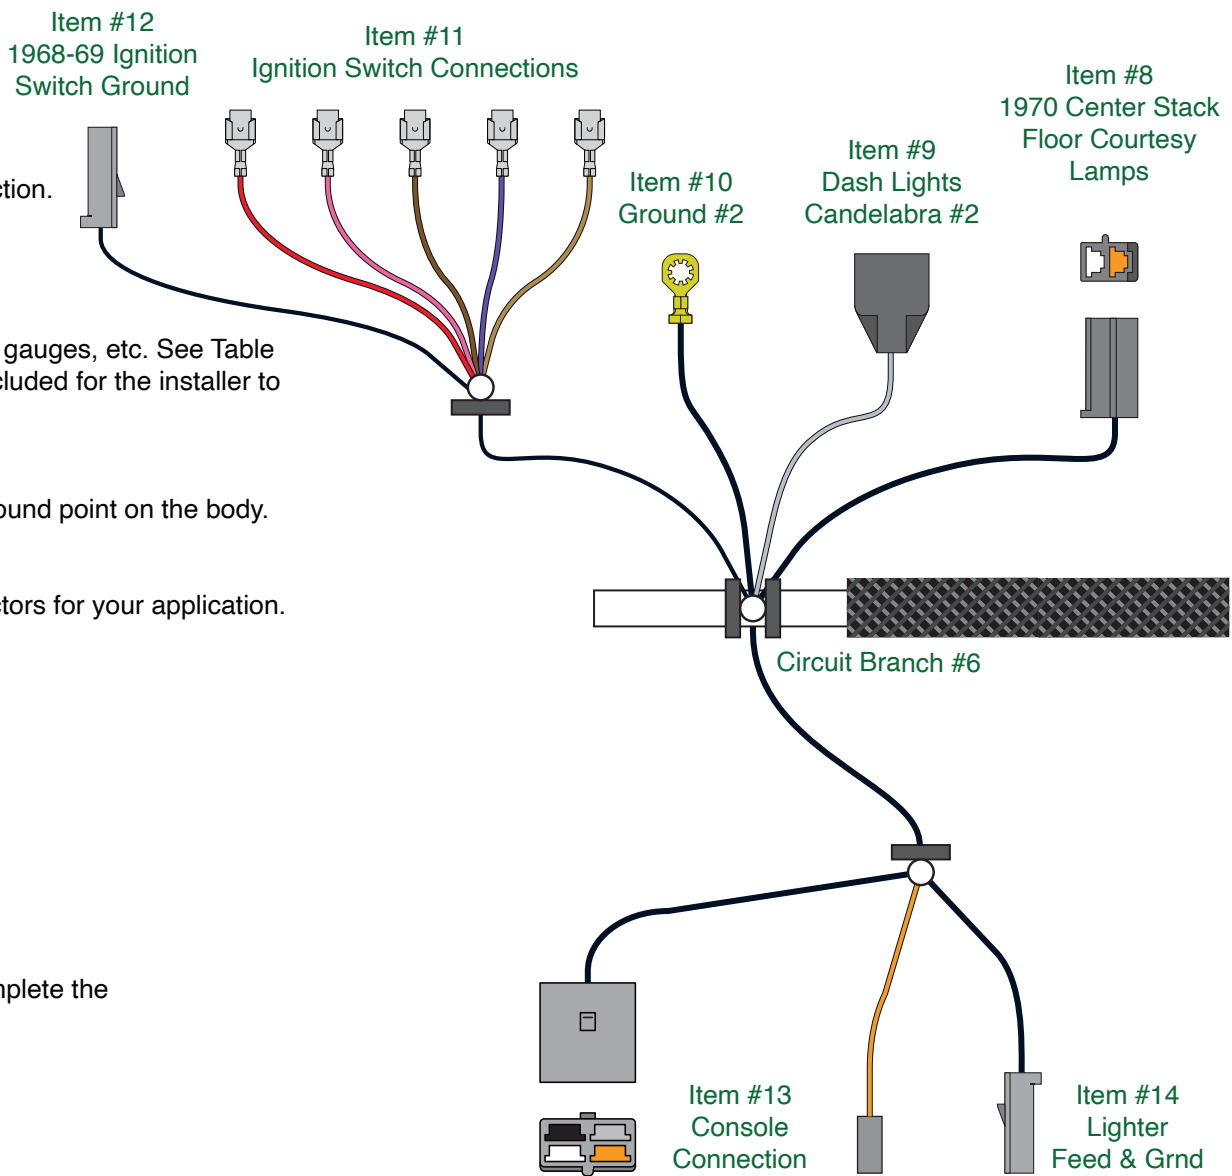 Item #12
1968-69 Ignition
Switch Ground
Item #11
Ignition Switch Connections
Item #8
1970 Center Stack
Floor Courtesy
Lamps
Item #9
Dash Lights
Candelabra #2
Item #10
Ground #2
ction.
gauges, etc. See Table
cluded for the installer to
ound point on the body.
ctors for your application.
Circuit Branch #6
nplete the
Item #13
Console
Connection
Item #14
Lighter
Feed & Grnd